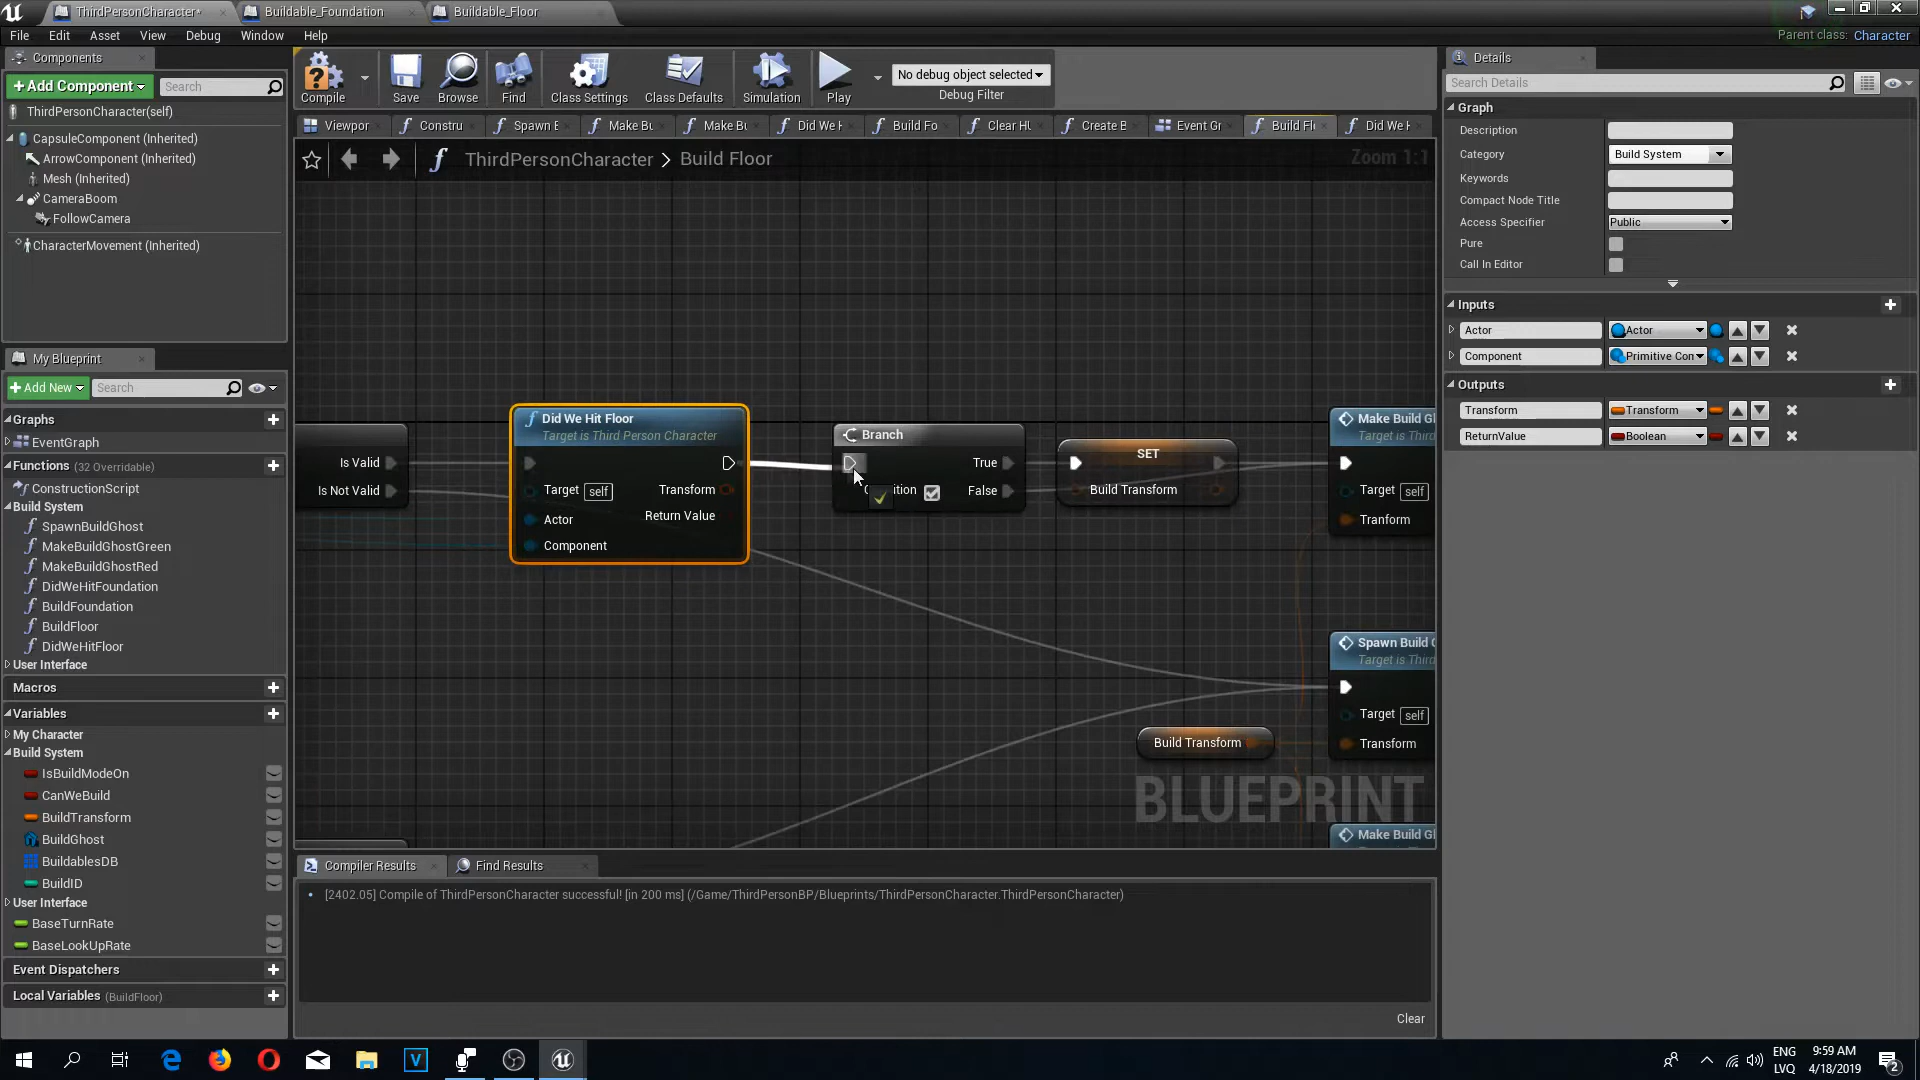 ThirdPersonCharacter*
Buildable_Foundation
Buildable_Floor
File Edit Asset View Debug Window Help
Parent class: Character
Components
+Add Component
Search
ThirdPersonCharacter(self)
CapsuleComponent (Inherited)
ArrowComponent (Inherited)
Mesh (Inherited)
CameraBoom
FollowCamera
CharacterMovement (Inherited)
Compile
Save
Browse
Find
Class Settings
Class Defaults
Simulation
Play
No debug object selected
Debug Filter
Viewpor
Constru
Spawn B
Make Bu
Make Bu
Did We H
Build Fo
Clear HU
Create B
Event Gr
Build Flo
Did We H
ThirdPersonCharacter > Build Floor
Zoom 1:1
My Blueprint
+Add New
Search
Graphs
EventGraph
Functions (32 Overridable)
ConstructionScript
Build System
SpawnBuildGhost
MakeBuildGhostGreen
MakeBuildGhostRed
DidWeHitFoundation
BuildFoundation
BuildFloor
DidWeHitFloor
User Interface
Macros
Variables
My Character
Build System
IsBuildModeOn
CanWeBuild
BuildTransform
BuildGhost
BuildablesDB
BuildID
User Interface
BaseTurnRate
BaseLookUpRate
Event Dispatchers
Local Variables (BuildFloor)
Is Valid
Is Not Valid
Did We Hit Floor
Target is Third Person Character
Target self
Transform
Actor
Return Value
Component
Branch
True
False
SET
Build Transform
Make Build Gh
Target is Third
Target self
Tranform
Spawn Build G
Target is Third
Target self
Transform
Build Transform
Make Build Gh
BLUEPRINT
Compiler Results
Find Results
[2402.05] Compile of ThirdPersonCharacter successful! [in 200 ms] (/Game/ThirdPersonBP/Blueprints/ThirdPersonCharacter.ThirdPersonCharacter)
Clear
Details
Search Details
Graph
Description
Category Build System
Keywords
Compact Node Title
Access Specifier Public
Pure
Call In Editor
Inputs
Actor Actor
Component Primitive Con
Outputs
Transform Transform
ReturnValue Boolean
ENG
LVQ
9:59 AM
4/18/2019
2